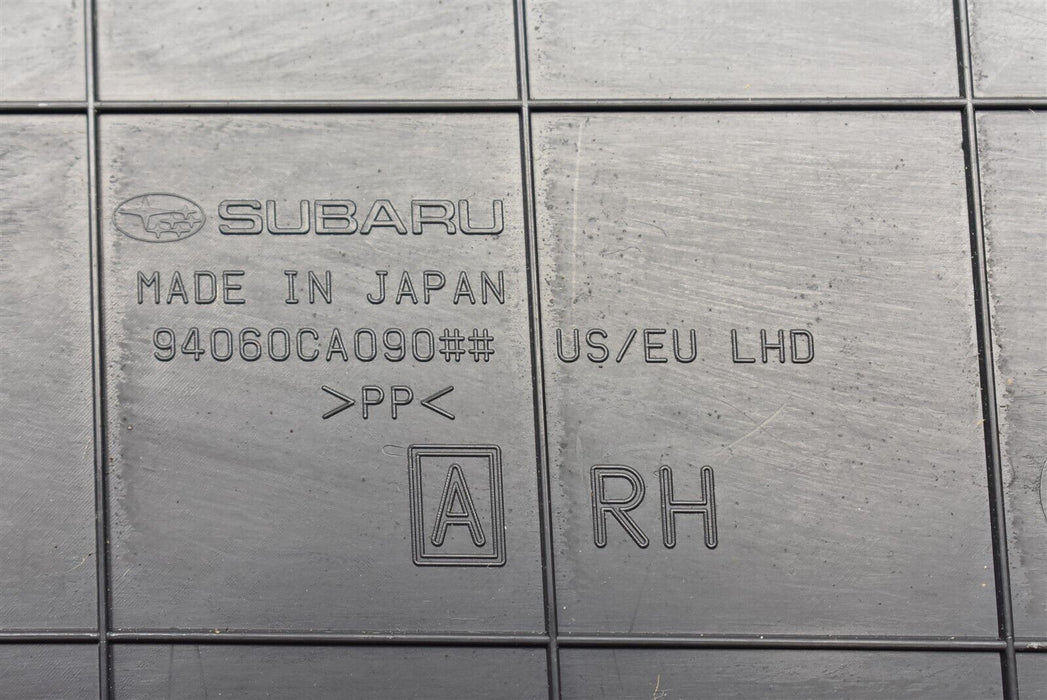 SUBARU
MADE IN JAPAN
94060CA090## US/EU LHD
>PP<
A RH